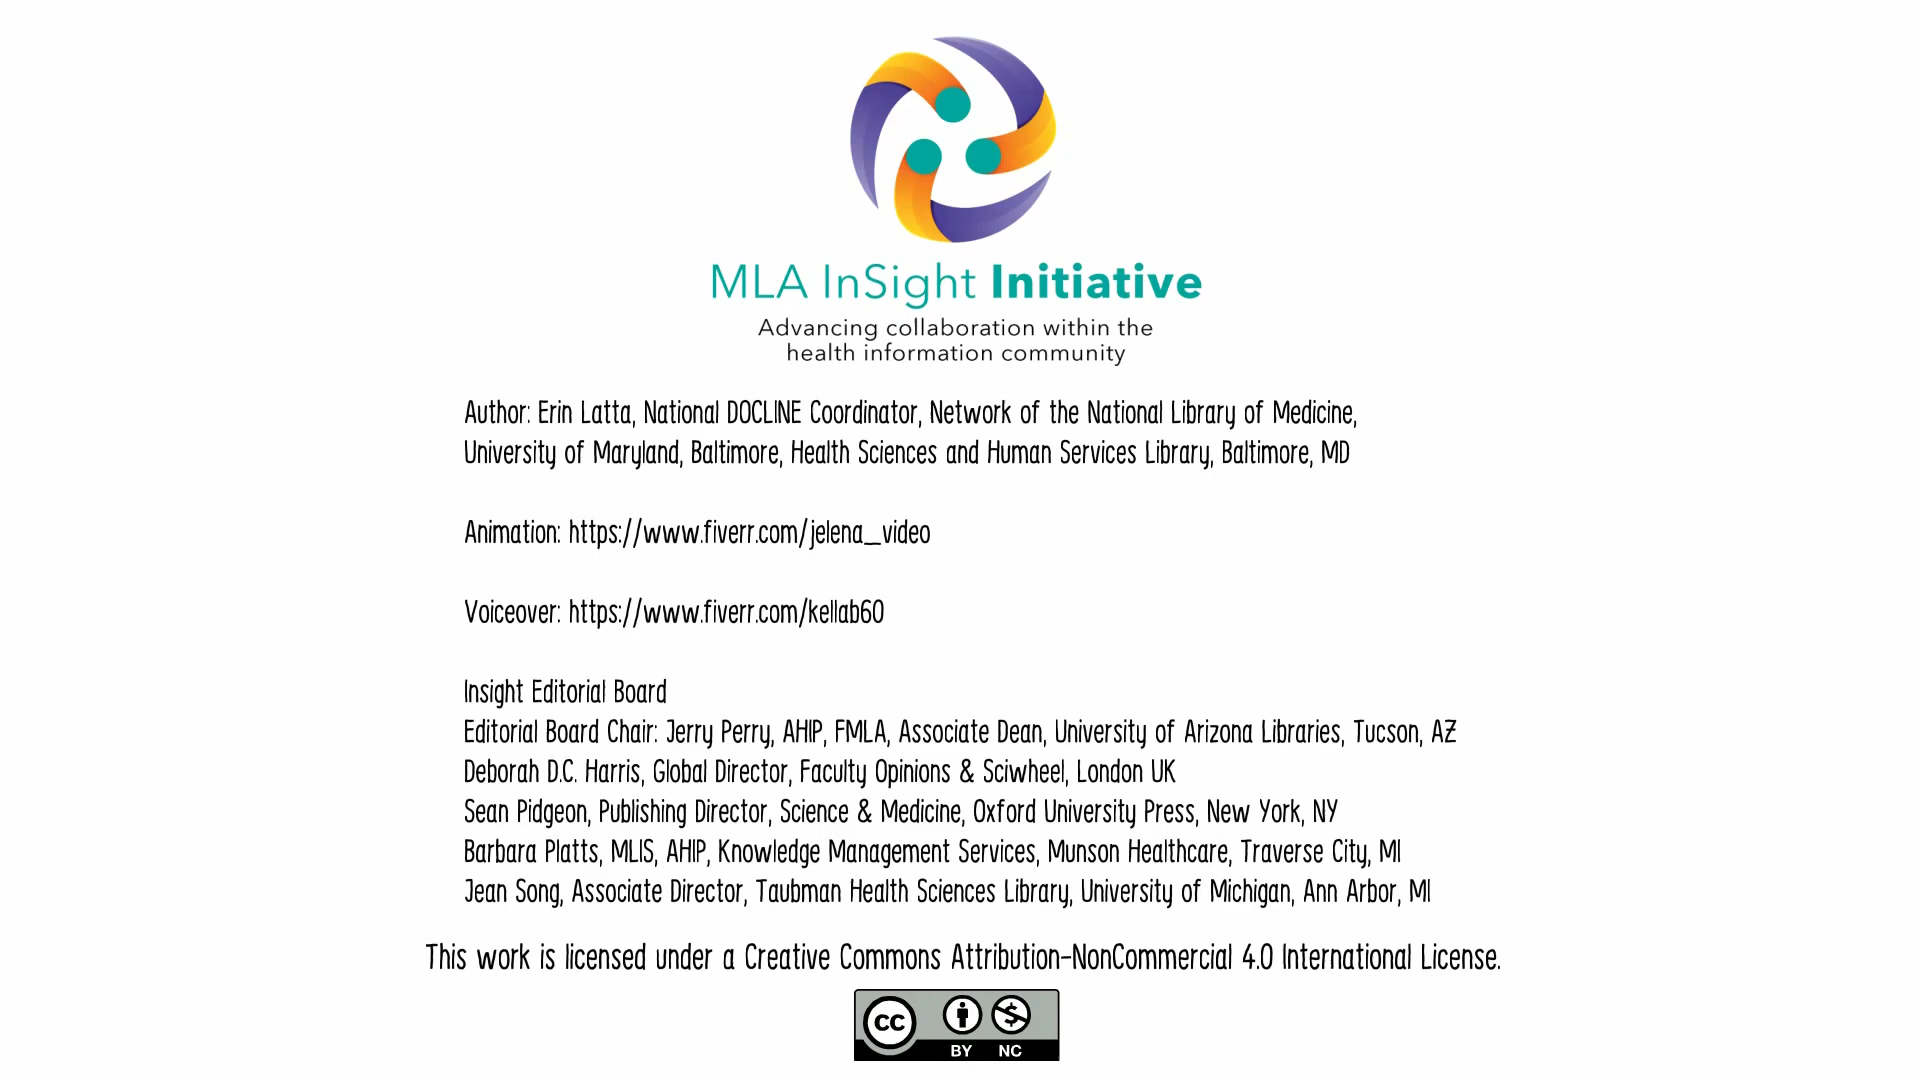 MLA InSight Initiative
Advancing collaboration within the
health information community
Author: Erin Latta, National DOCLINE Coordinator, Network of the National Library of Medicine,
University of Maryland, Baltimore, Health Sciences and Human Services Library, Baltimore, MD
Animation: https://www.fiverr.com/jelena_video
Voiceover: https://www.fiverr.com/kellab60
Insight Editorial Board
Editorial Board Chair: Jerry Perry, AHIP, FMLA, Associate Dean, University of Arizona Libraries, Tucson, AZ
Deborah D.C. Harris, Global Director, Faculty Opinions & Sciwheel, London UK
Sean Pidgeon, Publishing Director, Science & Medicine, Oxford University Press, New York, NY
Barbara Platts, MLIS, AHIP, Knowledge Management Services, Munson Healthcare, Traverse City, MI
Jean Song, Associate Director, Taubman Health Sciences Library, University of Michigan, Ann Arbor, MI
This work is licensed under a Creative Commons Attribution-NonCommercial 4.0 International License.
CC
BY NC